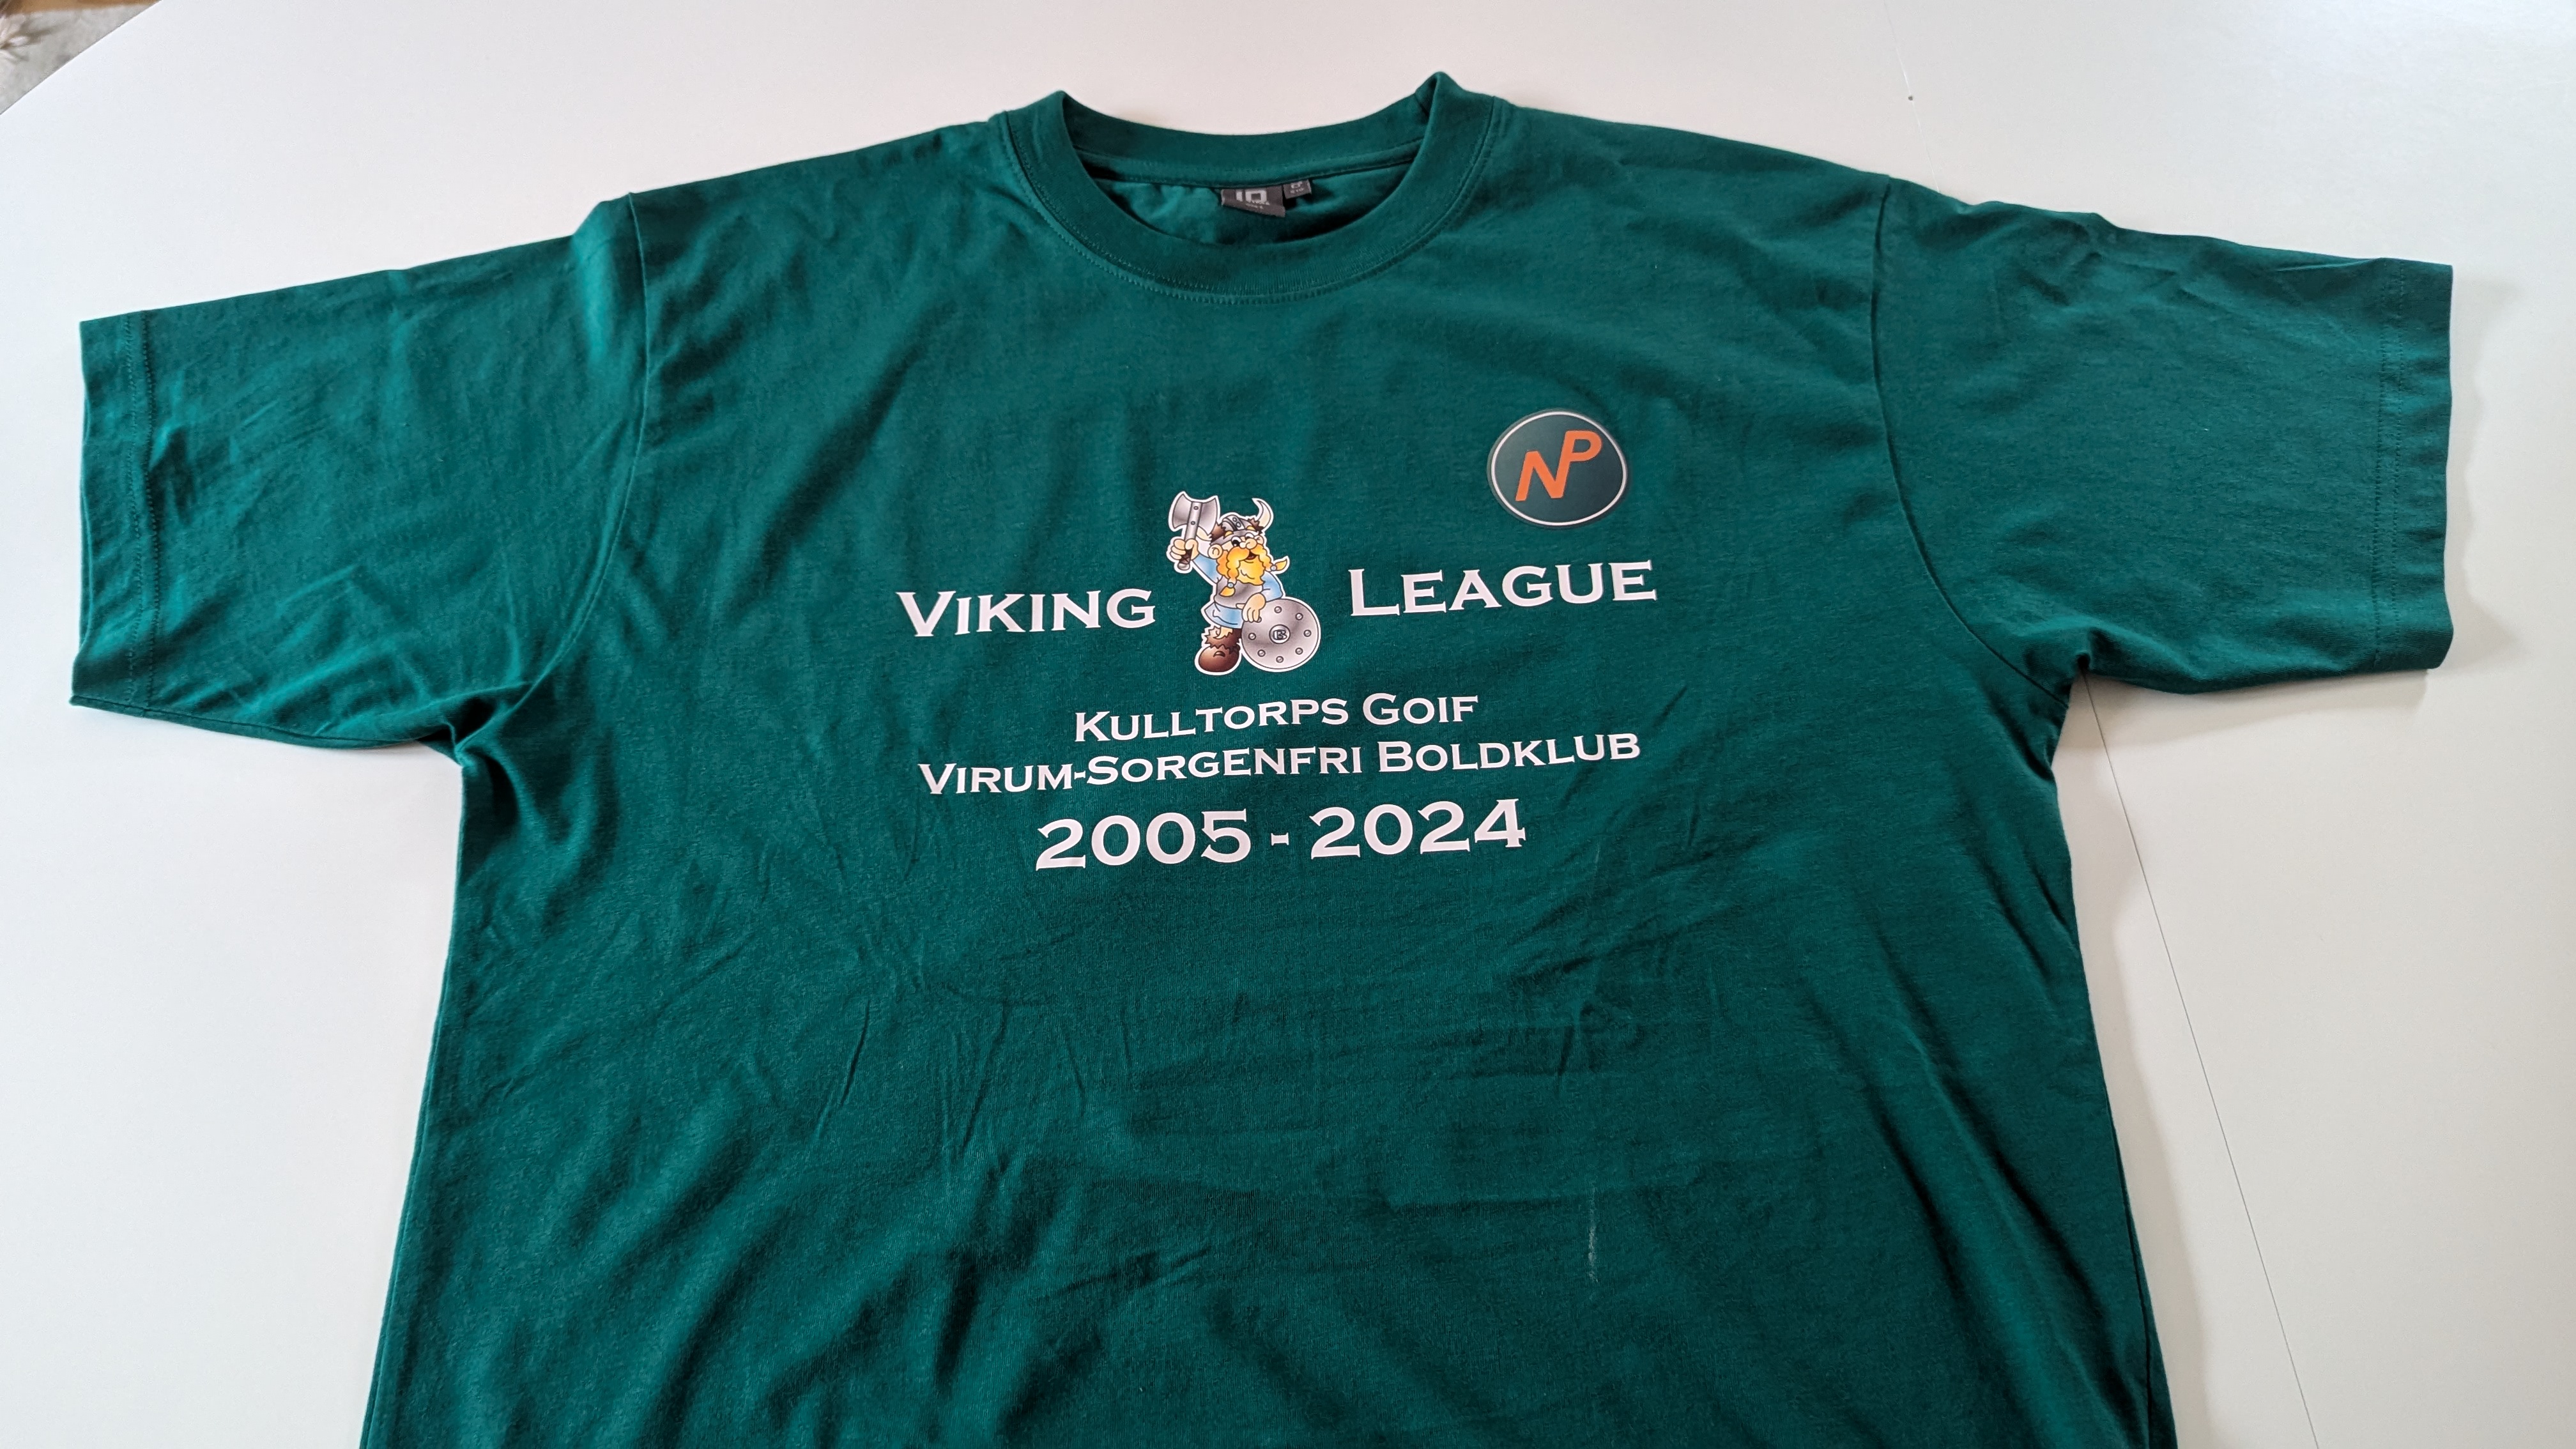 NP
VIKING LEAGUE
KULLTORPS GOIF
VIRUM-SORGENFRI BOLDKLUB
2005 - 2024